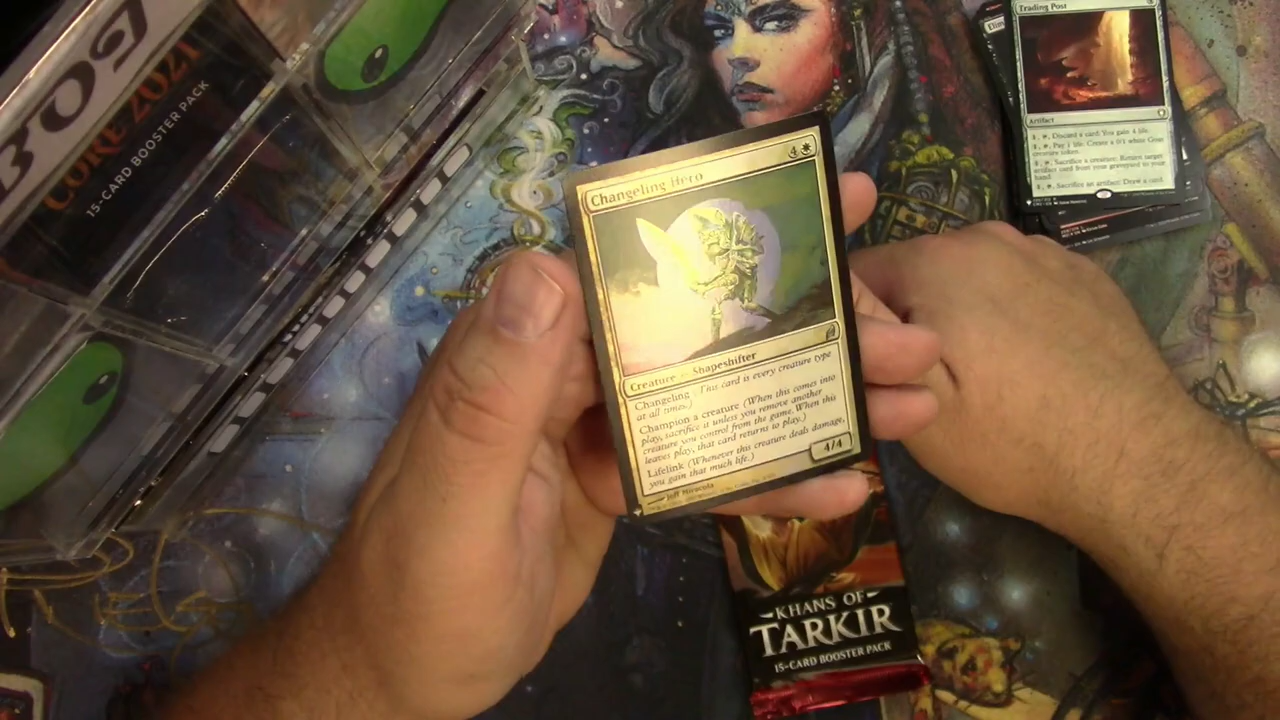 BOG
CORE 2021
15-CARD BOOSTER PACK
Trading Post
Artifact
1, T, Discard a card: You gain 4 life.
1, T, Pay 1 life: Create a 0/1 white Goat
creature token.
1, T, Sacrifice a creature: Return target
artifact card from your graveyard to your
hand.
1, T, Sacrifice an artifact: Draw a card.
Changeling Hero
4
Creature — Shapeshifter
Changeling (This card is every creature type
at all times.)
Champion a creature (When this comes into
play, sacrifice it unless you remove another
creature you control from the game. When this
leaves play, that card returns to play.)
Lifelink (Whenever this creature deals damage,
you gain that much life.)
4/4
Jeff Miracola
KHANS OF
TARKIR
15-CARD BOOSTER PACK